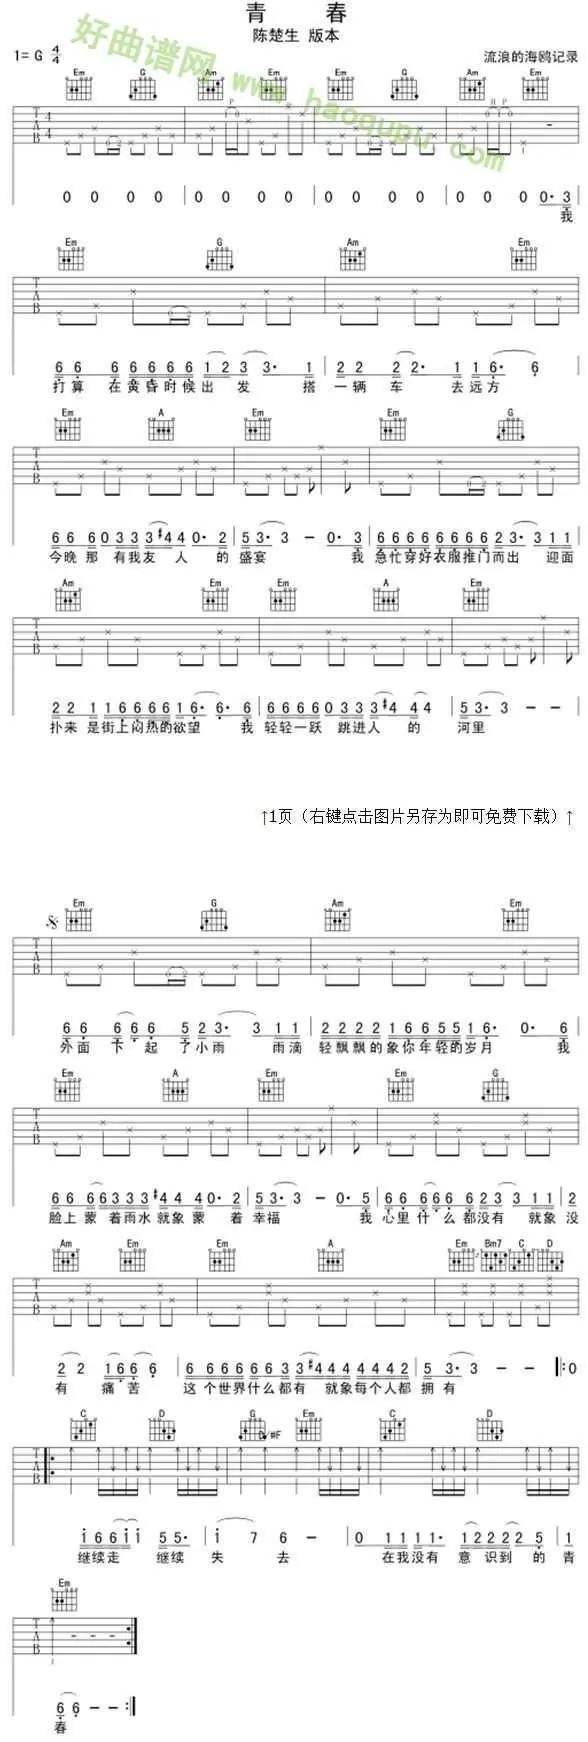 青 春
陈楚生 版本
好曲谱网
www.haoqupu.com
1= G 4/4
流浪的海鸥记录
Em G Am Em Em G Am Em
0 0 0 0 0 0 0 0 0 0 0 0 0 0 0 0· 3
我
Em G Am Em
6 6 6 6 6 6 6 1 2 3 3· 1 2 2 2 2· 1 1 6· 6
打算 在黄昏时候出 发 搭 一辆 车 去远方
Em A Em Em G
6 6 6 0 3 3 3 #4 4 0· 2 5 3· 3 — 0· 3 6 6 6 6 6 6 6 6 2 3· 3 1 1
今晚 那 有我友 人 的 盛宴 我 急忙穿好衣服推门而出 迎面
Am Em Em A Em
2 2 1 1 6 6 6 6 1 6· 6· 6 6 6 6 6 0 3 3 3 #4 4 4 5 3· 3 — —
扑来 是街上闷热的欲望 我 轻轻一跃 跳进人 的 河里
↑1页（右键点击图片另存为即可免费下载）↑
Em G Am Em
6 6 6 6 6 5 2 3· 3 1 1 2 2 2 2 1 6 6 5 5 1 6· 0· 6
外面 下 起 了小雨 雨滴 轻飘飘的象你年轻的岁月 我
Em A Em Em G
6 6 6 6 3 3 3 #4 4 4 0· 2 5 3· 3 — 0· 5 6 6 6 6 6 6 2 3 3 1 1 2
脸上 蒙 着雨水 就象蒙 着 幸福 我 心里什 么都没有 就象没
Am Em Em A Em Bm7 C D
2 2 1 6 6 6 6 6 6 6 6 6 3 3 3 #4 4 4 4 4 4 2 5 3· 3 — — :0
有 痛苦 这个世界什么都有 就象每个人都 拥有
C D G D/#F Em C D
1 6 6 1 1 1 5 5· 1 7 6 — 0 1 1 1 1 1· 1 2 2 2 2 5 1
继续走 继续 失 去 在我没有 意识到 的 青
Em
6 6 — — :
春